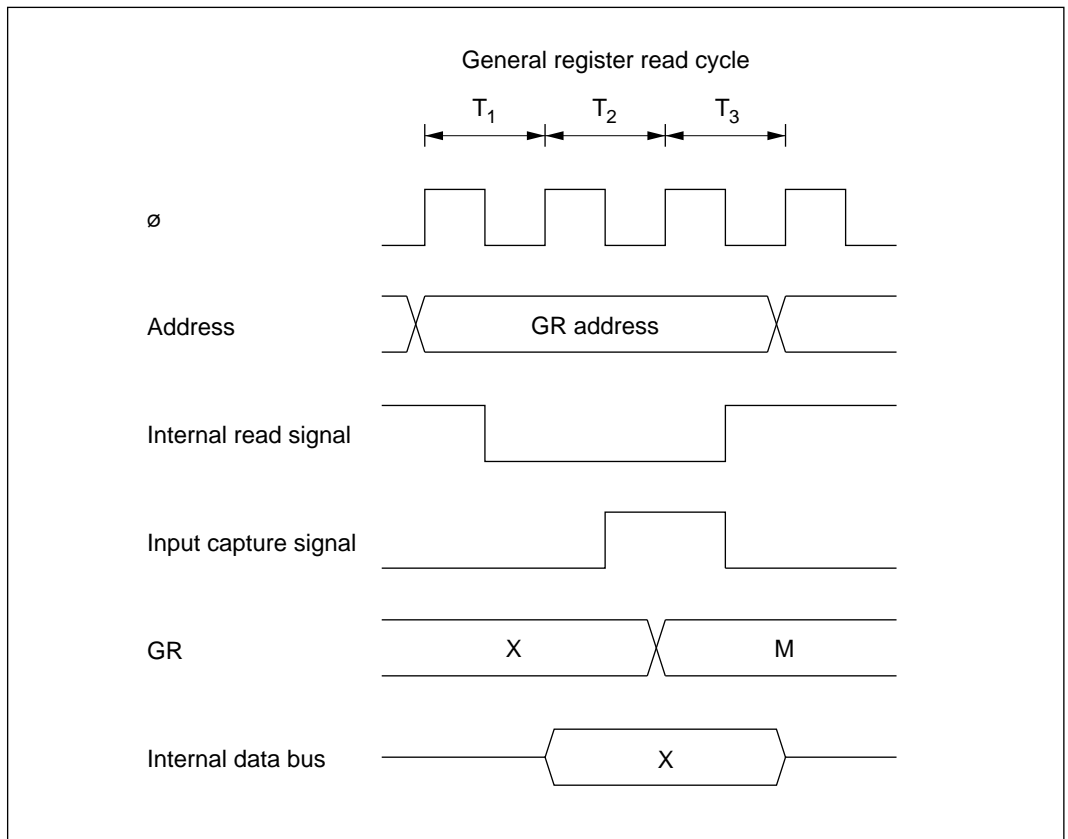 General register read cycle
T1 T2 T3
ø
Address GR address
Internal read signal
Input capture signal
GR X M
Internal data bus X